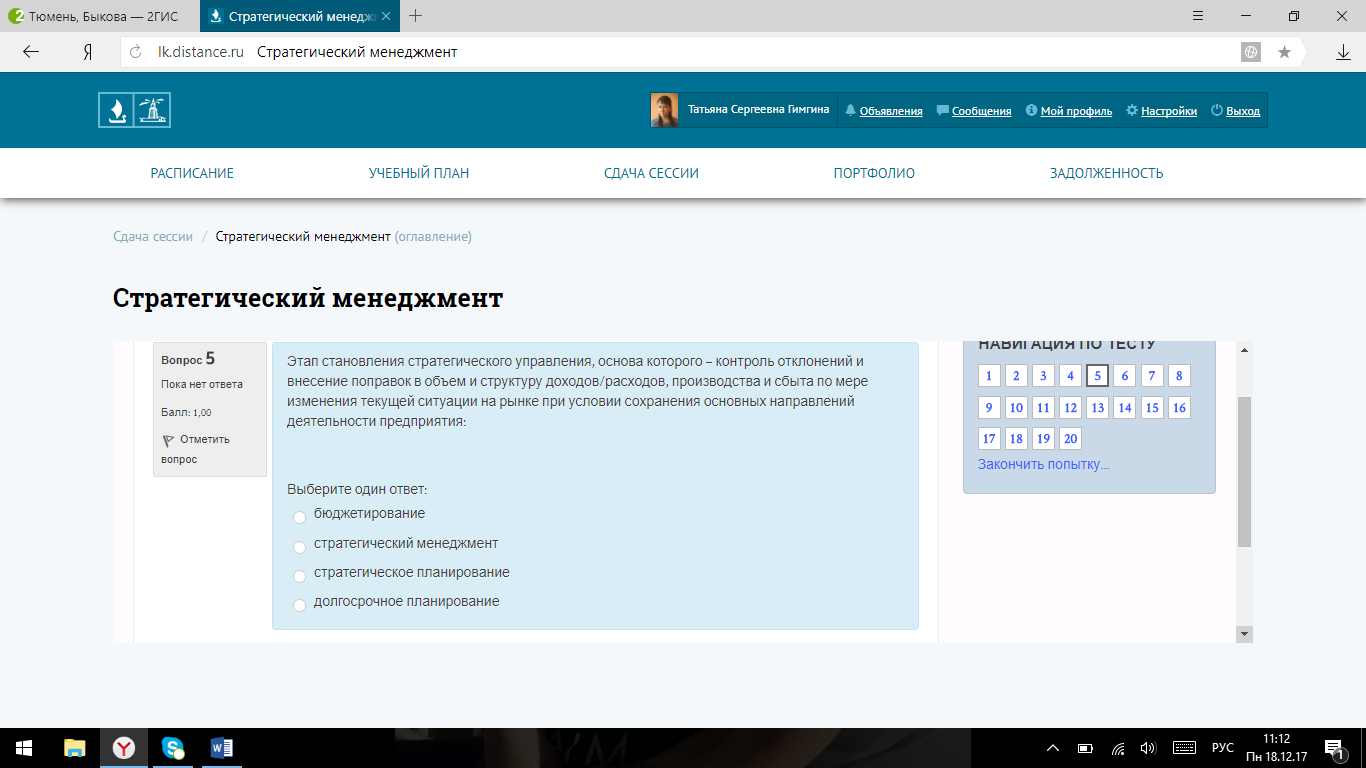 Тюмень, Быкова — 2ГИС
Стратегический менедж
lk.distance.ru Стратегический менеджмент
Татьяна Сергеевна Гимгина Объявления Сообщения Мой профиль Настройки Выход
РАСПИСАНИЕ УЧЕБНЫЙ ПЛАН СДАЧА СЕССИИ ПОРТФОЛИО ЗАДОЛЖЕННОСТЬ
Сдача сессии / Стратегический менеджмент (оглавление)
Стратегический менеджмент
Вопрос 5
Пока нет ответа
Балл: 1,00
Отметить
вопрос
Этап становления стратегического управления, основа которого – контроль отклонений и
внесение поправок в объем и структуру доходов/расходов, производства и сбыта по мере
изменения текущей ситуации на рынке при условии сохранения основных направлений
деятельности предприятия:
Выберите один ответ:
бюджетирование
стратегический менеджмент
стратегическое планирование
долгосрочное планирование
НАВИГАЦИЯ ПО ТЕСТУ
1 2 3 4 5 6 7 8
9 10 11 12 13 14 15 16
17 18 19 20
Закончить попытку...
РУС
11:12
Пн 18.12.17
1